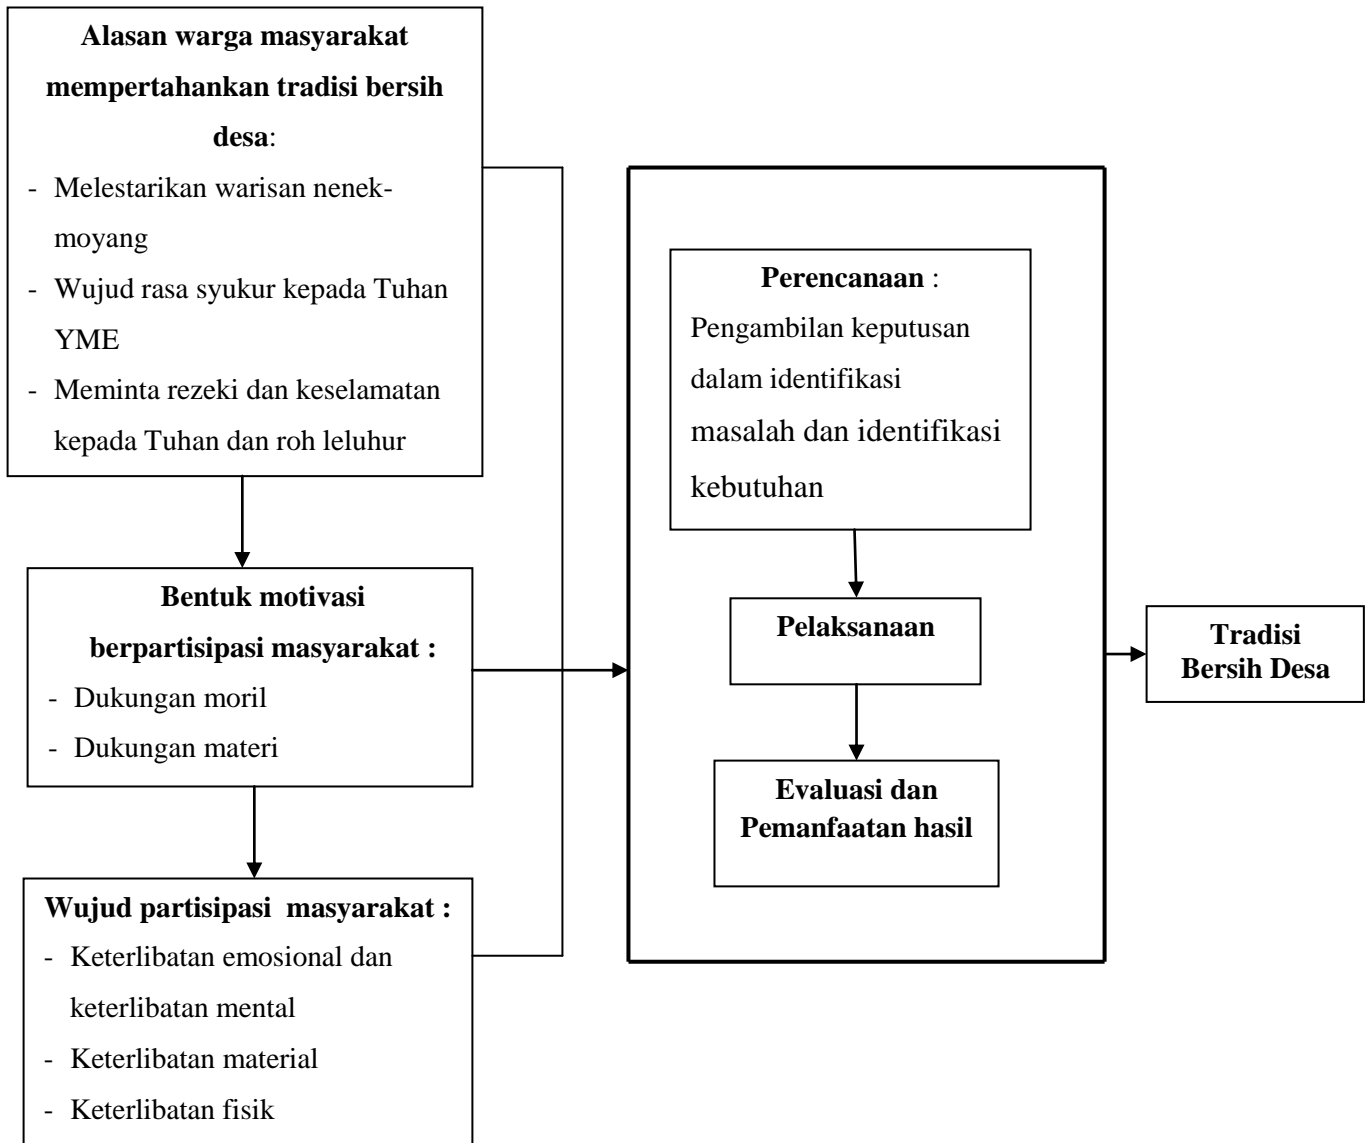 Alasan warga masyarakat
mempertahankan tradisi bersih
desa:
- Melestarikan warisan nenek-
moyang
- Wujud rasa syukur kepada Tuhan
YME
- Meminta rezeki dan keselamatan
kepada Tuhan dan roh leluhur
Bentuk motivasi
berpartisipasi masyarakat :
- Dukungan moril
- Dukungan materi
Wujud partisipasi masyarakat :
- Keterlibatan emosional dan
keterlibatan mental
- Keterlibatan material
- Keterlibatan fisik
Perencanaan :
Pengambilan keputusan
dalam identifikasi
masalah dan identifikasi
kebutuhan
Pelaksanaan
Evaluasi dan
Pemanfaatan hasil
Tradisi
Bersih Desa